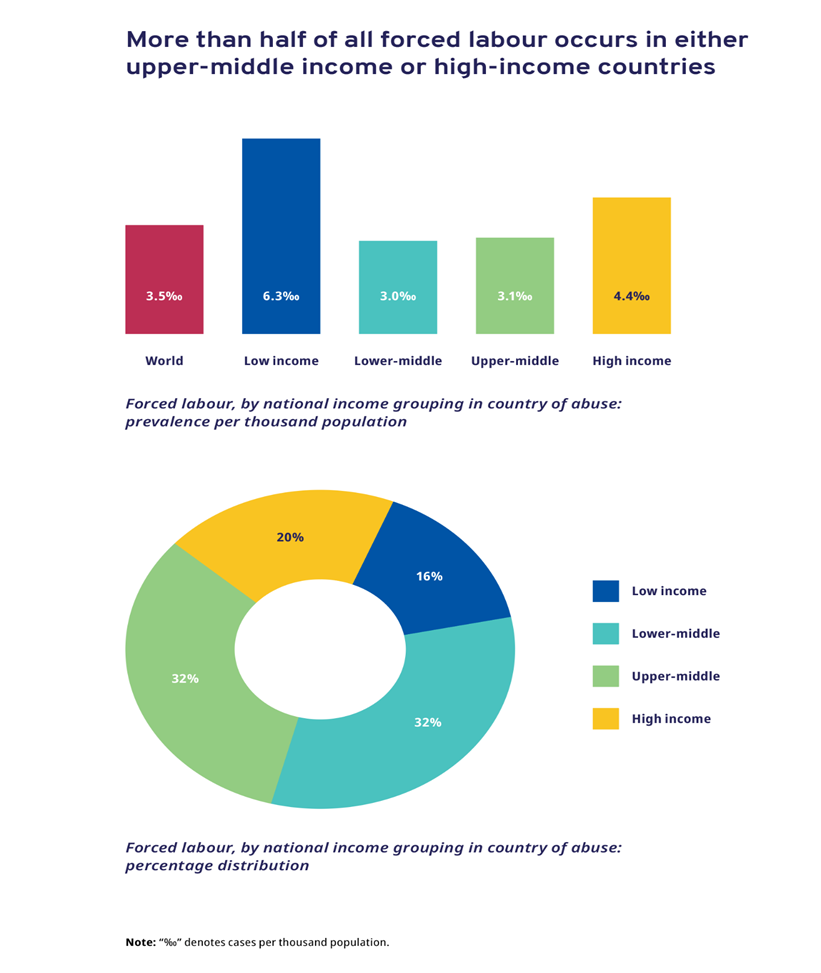 More than half of all forced labour occurs in either
upper-middle income or high-income countries
3.5‰
6.3‰
3.0‰
3.1‰
4.4‰
World
Low income
Lower-middle
Upper-middle
High income
Forced labour, by national income grouping in country of abuse:
prevalence per thousand population
20%
16%
32%
32%
Low income
Lower-middle
Upper-middle
High income
Forced labour, by national income grouping in country of abuse:
percentage distribution
Note: “‰” denotes cases per thousand population.